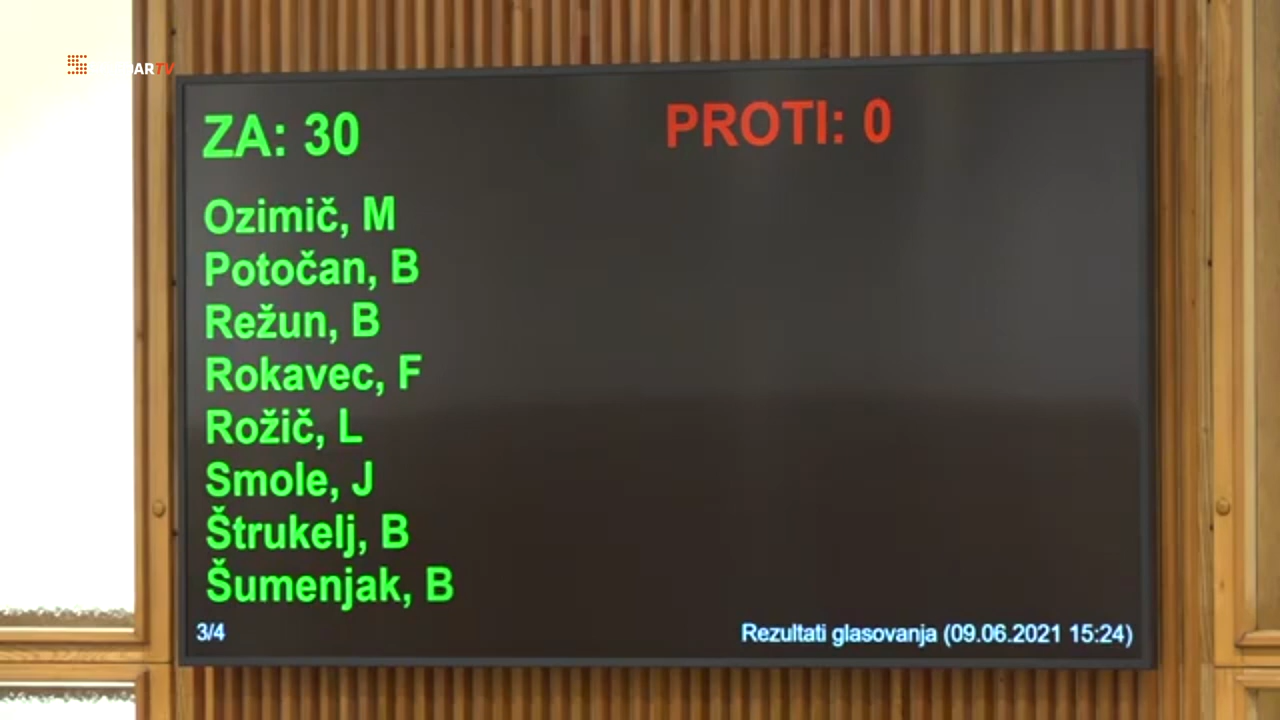 ZA: 30
PROTI: 0
Ozimič, M
Potočan, B
Režun, B
Rokavec, F
Rožič, L
Smole, J
Štrukelj, B
Šumenjak, B
3/4
Rezultati glasovanja (09.06.2021 15:24)